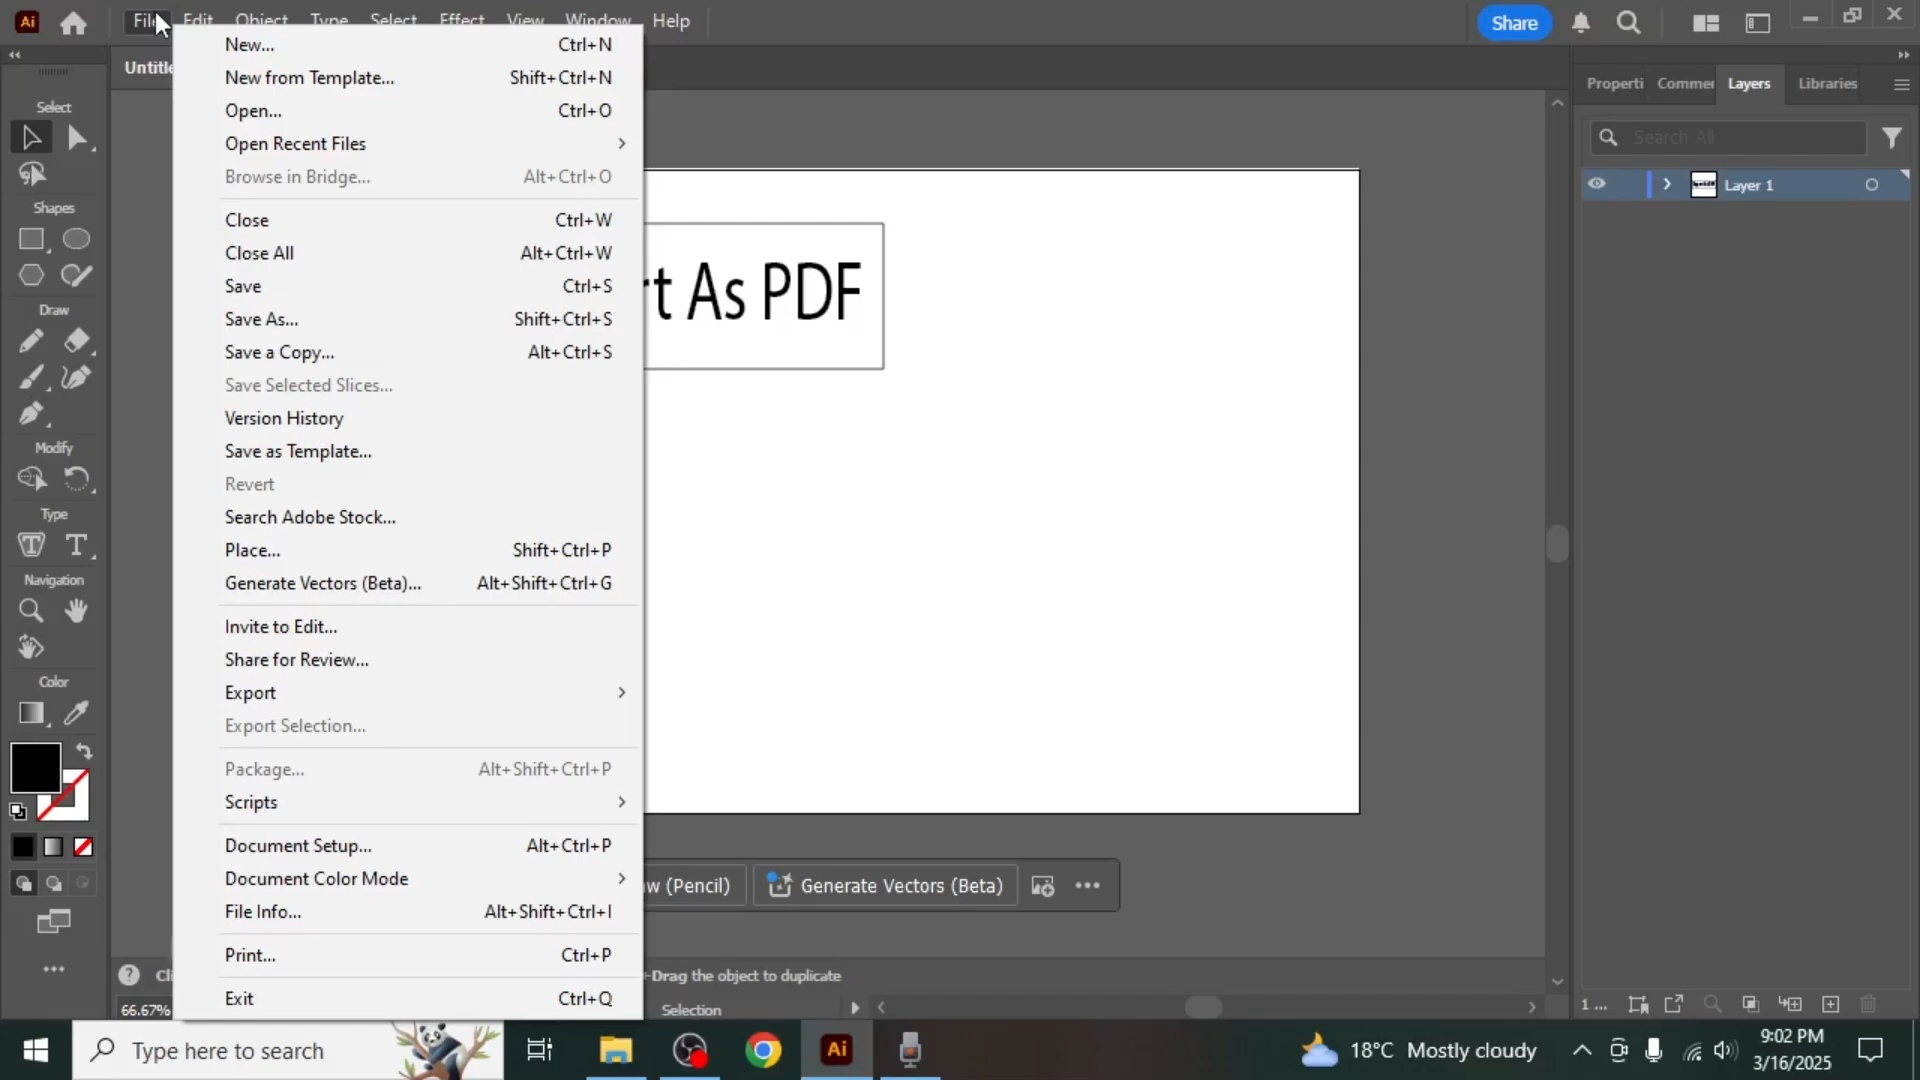 Ai File Edit Object Type Select Effect View Window Help Share
Properti Commer Layers Libraries
Search All
Layer 1
Select
Shapes
Draw
Modify
Type
Navigation
Color
New... Ctrl+N
New from Template... Shift+Ctrl+N
Open... Ctrl+O
Open Recent Files
Browse in Bridge... Alt+Ctrl+O
Close Ctrl+W
Close All Alt+Ctrl+W
Save Ctrl+S
Save As... Shift+Ctrl+S
Save a Copy... Alt+Ctrl+S
Save Selected Slices...
Version History
Save as Template...
Revert
Search Adobe Stock...
Place... Shift+Ctrl+P
Generate Vectors (Beta)... Alt+Shift+Ctrl+G
Invite to Edit...
Share for Review...
Export
Export Selection...
Package... Alt+Shift+Ctrl+P
Scripts
Document Setup... Alt+Ctrl+P
Document Color Mode
File Info... Alt+Shift+Ctrl+I
Print... Ctrl+P
Exit Ctrl+Q
As PDF
(Pencil) Generate Vectors (Beta)
Drag the object to duplicate
66.67% Selection
1 ...
Type here to search
Ai
18°C Mostly cloudy
9:02 PM
3/16/2025